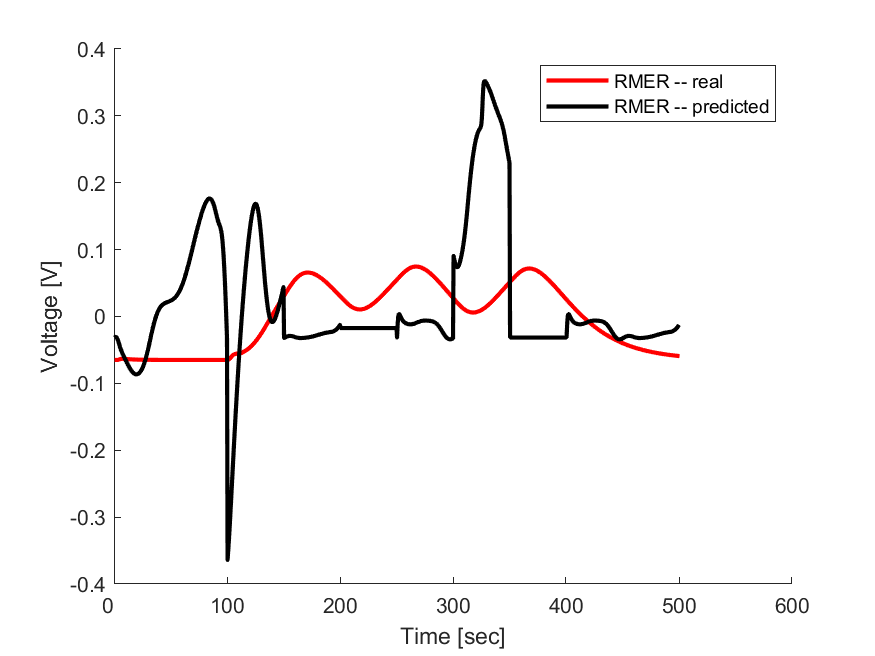 0.4
0.3
0.2
0.1
0
-0.1
-0.2
-0.3
-0.4
Voltage [V]
RMER -- real
RMER -- predicted
0 100 200 300 400 500 600
Time [sec]